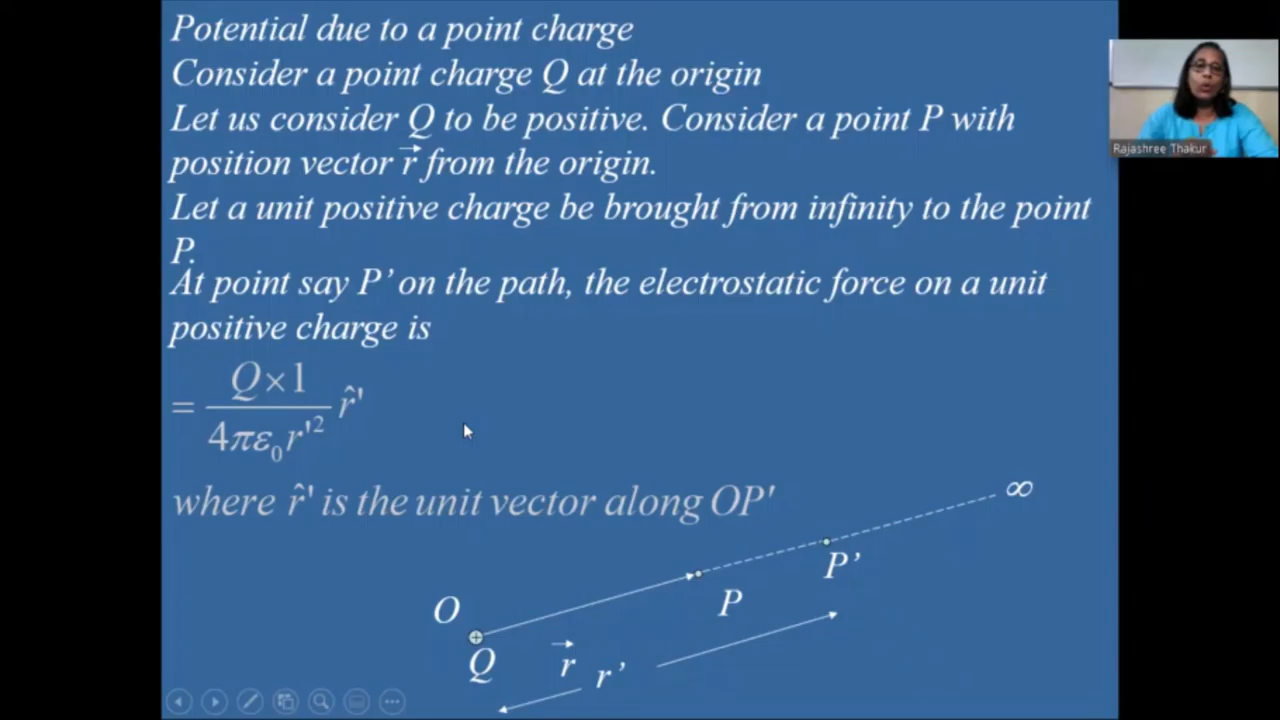 Potential due to a point charge
Consider a point charge Q at the origin
Let us consider Q to be positive. Consider a point P with
position vector r⃗ from the origin.
Let a unit positive charge be brought from infinity to the point
P.
At point say P’ on the path, the electrostatic force on a unit
positive charge is
= Q×1 / 4πε₀r'² r̂'
where r̂' is the unit vector along OP'
∞
P’
O
P
Q
r⃗ r’
Rajashree Thakur